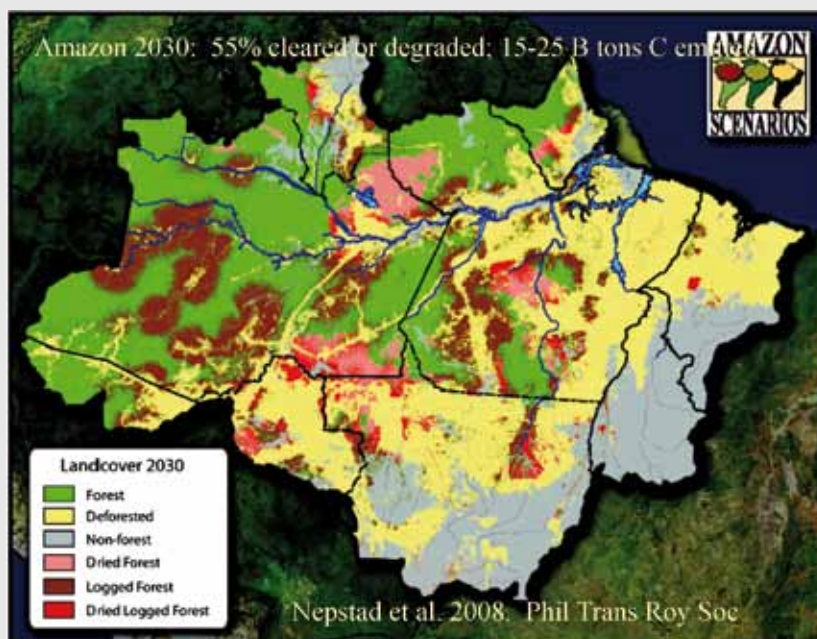 Amazon 2030: 55% cleared or degraded; 15-25 B tons C
AMAZON
SCENARIOS
Landcover 2030
Forest
Deforested
Non-forest
Dried Forest
Logged Forest
Dried Logged Forest
Nepstad et al. 2008. Phil Trans Roy Soc